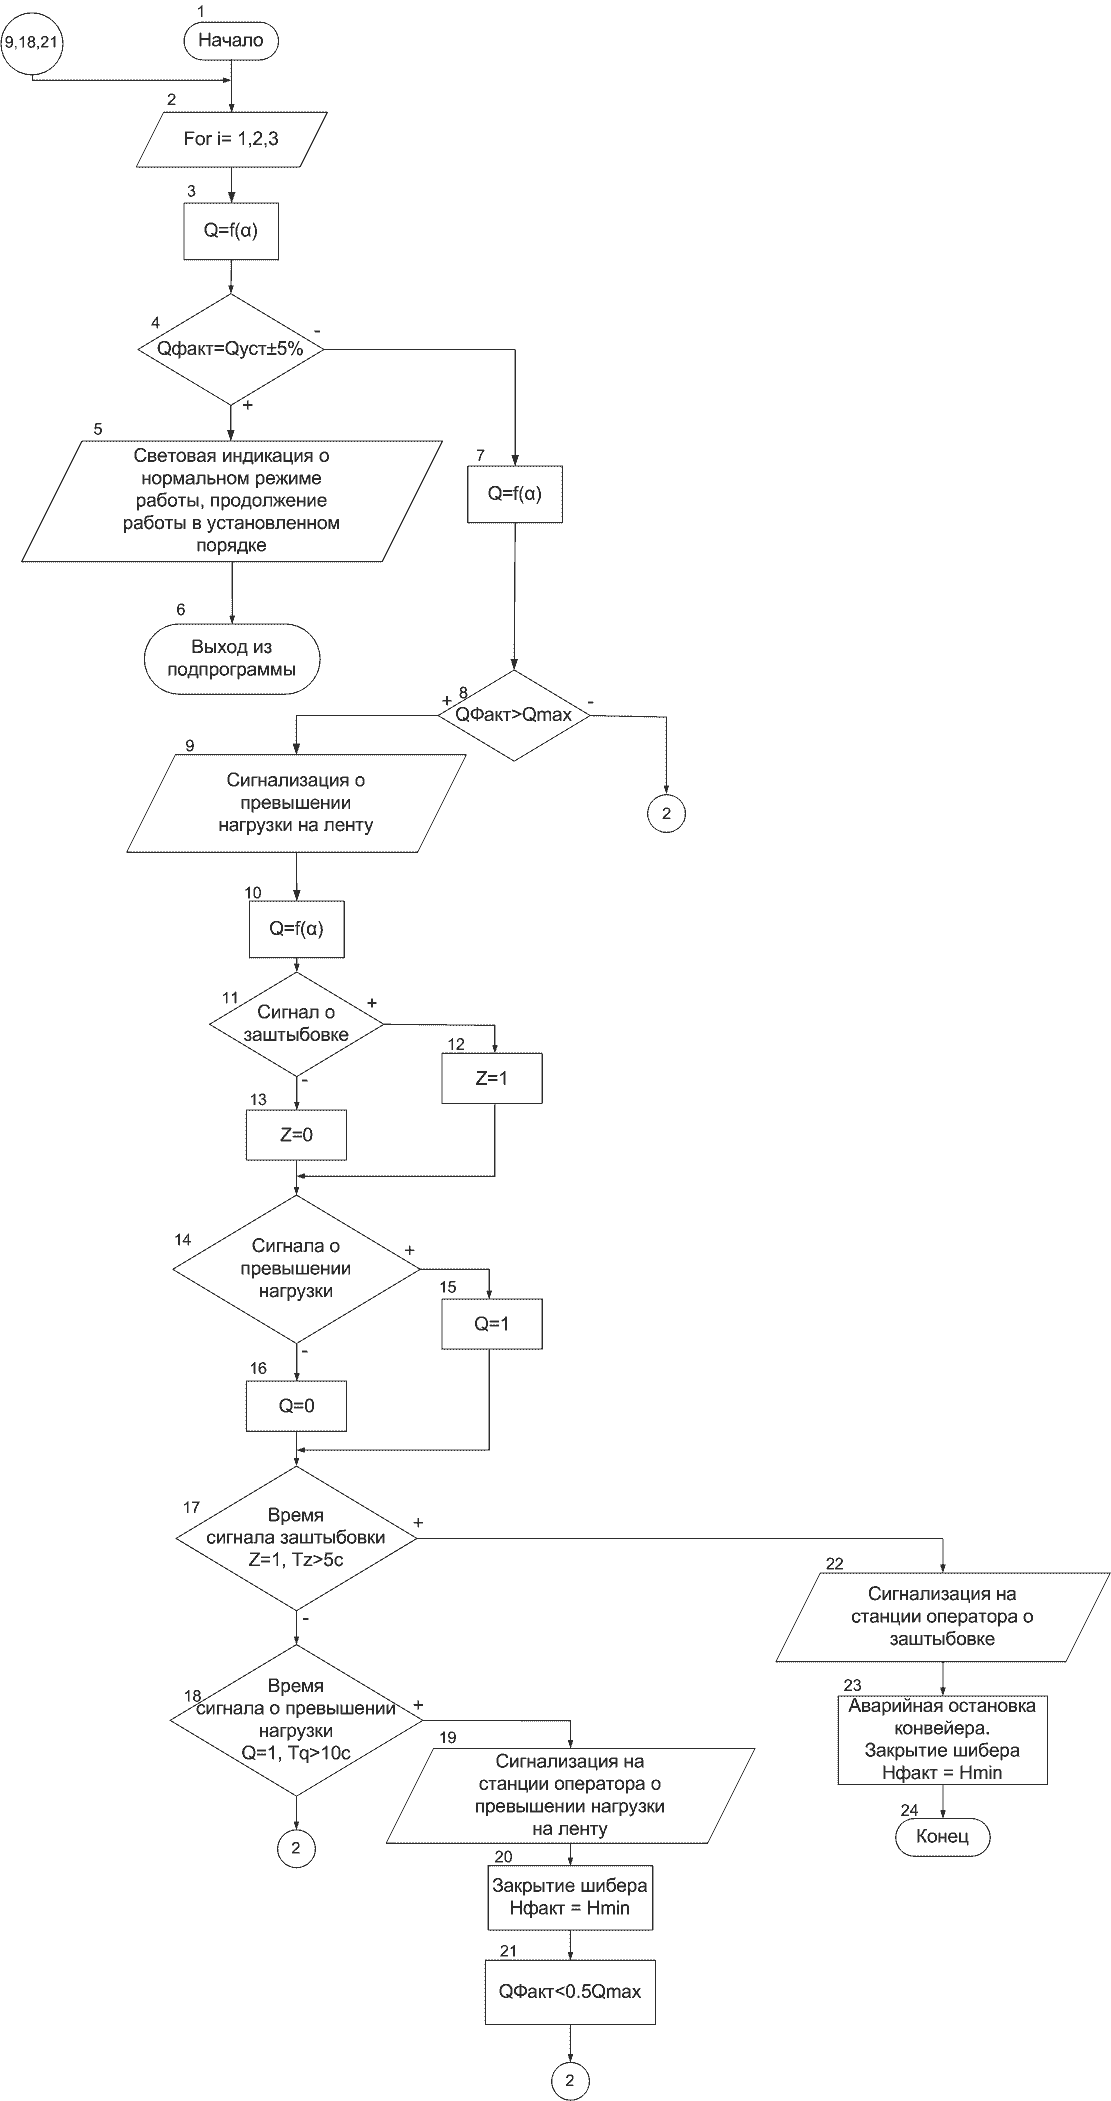 9,18,21
1
Начало
2
For i= 1,2,3
3
Q=f(α)
4
Qфакт=Qуст±5%
-
+
5
Световая индикация о
нормальном режиме
работы, продолжение
работы в установленном
порядке
6
Выход из
подпрограммы
7
Q=f(α)
8
QФакт>Qmax
+
-
2
9
Сигнализация о
превышении
нагрузки на ленту
10
Q=f(α)
11
Сигнал о
заштыбовке
+
-
12
Z=1
13
Z=0
14
Сигнала о
превышении
нагрузки
+
-
15
Q=1
16
Q=0
17
Время
сигнала заштыбовки
Z=1, Tz>5c
+
-
18
Время
сигнала о превышении
нагрузки
Q=1, Tq>10c
+
2
19
Сигнализация на
станции оператора о
превышении нагрузки
на ленту
20
Закрытие шибера
Hфакт = Hmin
21
QФакт<0.5Qmax
2
22
Сигнализация на
станции оператора о
заштыбовке
23
Аварийная остановка
конвейера.
Закрытие шибера
Hфакт = Hmin
24
Конец